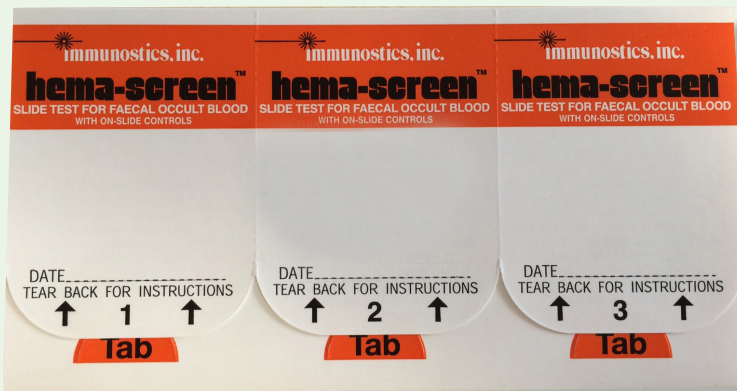 immunostics, inc.
hema-screen™
SLIDE TEST FOR FAECAL OCCULT BLOOD
WITH ON-SLIDE CONTROLS
DATE
TEAR BACK FOR INSTRUCTIONS
1
Tab
immunostics, inc.
hema-screen™
SLIDE TEST FOR FAECAL OCCULT BLOOD
WITH ON-SLIDE CONTROLS
DATE
TEAR BACK FOR INSTRUCTIONS
2
Tab
immunostics, inc.
hema-screen™
SLIDE TEST FOR FAECAL OCCULT BLOOD
WITH ON-SLIDE CONTROLS
DATE
TEAR BACK FOR INSTRUCTIONS
3
Tab